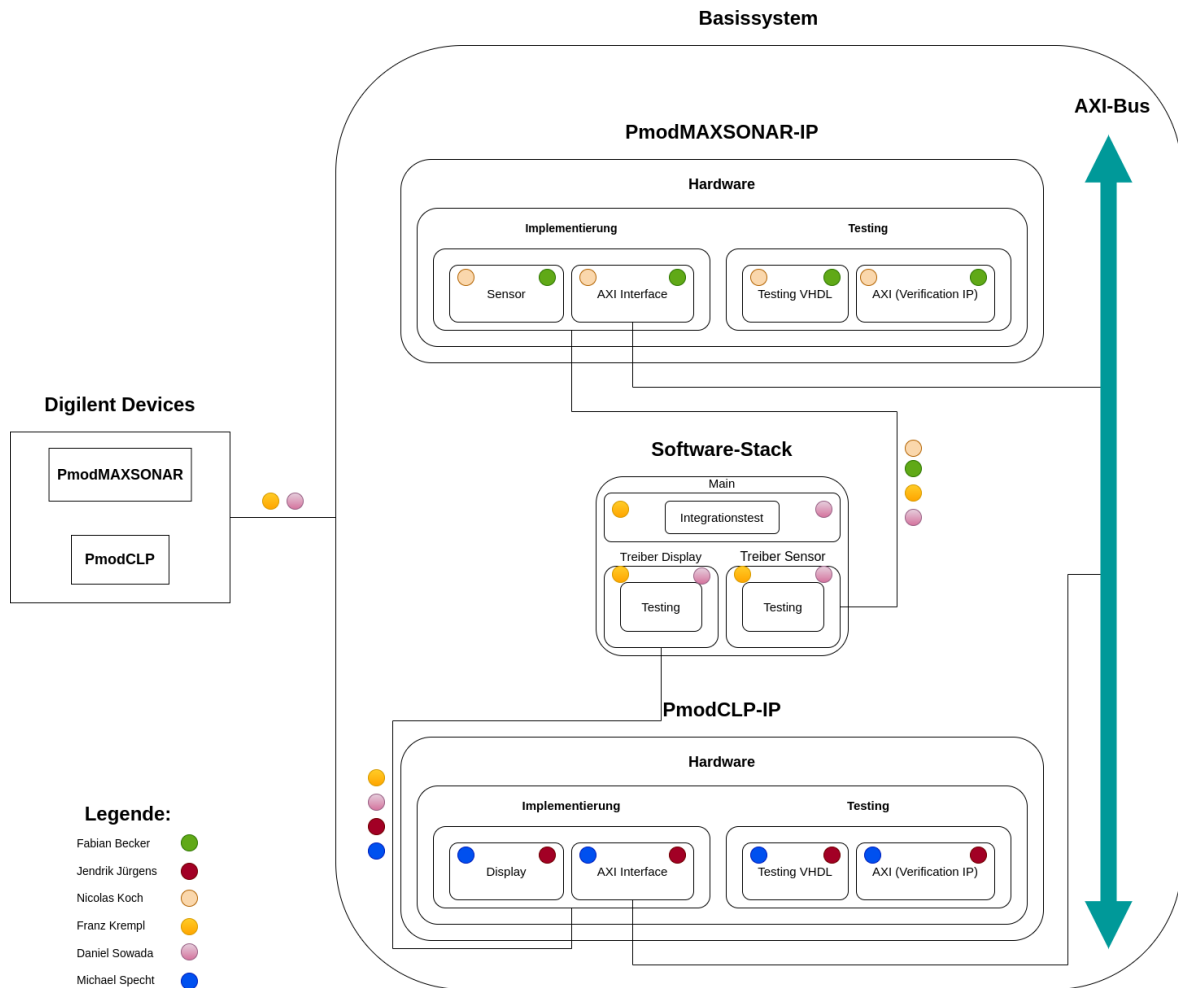 Basissystem
AXI-Bus
PmodMAXSONAR-IP
Hardware
Implementierung
Testing
Sensor
AXI Interface
Testing VHDL
AXI (Verification IP)
Digilent Devices
PmodMAXSONAR
PmodCLP
Software-Stack
Main
Integrationstest
Treiber Display
Treiber Sensor
Testing
Testing
PmodCLP-IP
Hardware
Implementierung
Testing
Display
AXI Interface
Testing VHDL
AXI (Verification IP)
Legende:
Fabian Becker
Jendrik Jürgens
Nicolas Koch
Franz Krempl
Daniel Sowada
Michael Specht